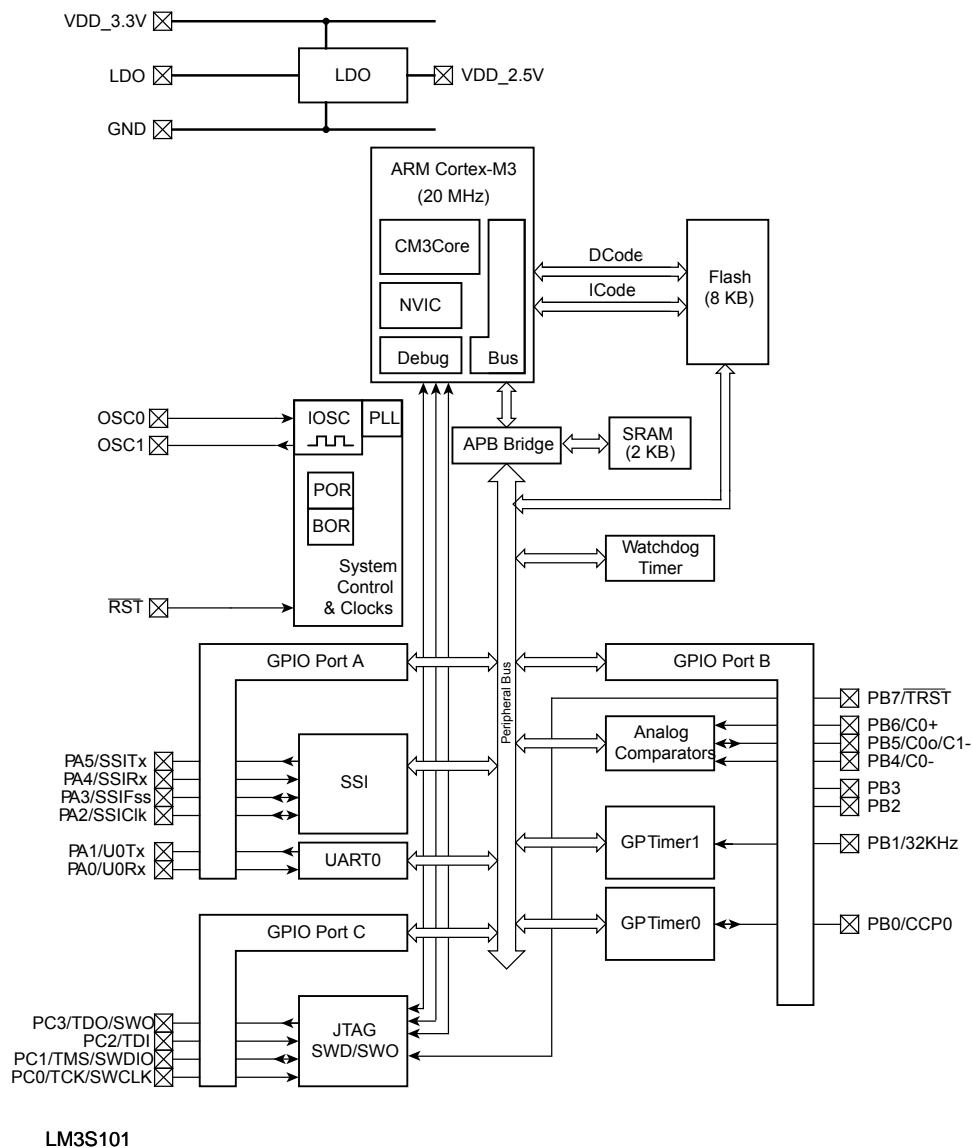 VDD_3.3V
LDO
LDO
VDD_2.5V
GND
ARM Cortex-M3
(20 MHz)
CM3Core
NVIC
Debug
Bus
DCode
ICode
Flash
(8 KB)
OSC0
OSC1
IOSC
PLL
POR
BOR
System
Control
& Clocks
RST
APB Bridge
SRAM
(2 KB)
Watchdog
Timer
Peripheral Bus
GPIO Port A
PA5/SSITx
PA4/SSIRx
PA3/SSIFss
PA2/SSIClk
SSI
PA1/U0Tx
PA0/U0Rx
UART0
GPIO Port B
PB7/TRST
PB6/C0+
PB5/C0o/C1-
PB4/C0-
Analog
Comparators
PB3
PB2
GPTimer1
PB1/32KHz
GPTimer0
PB0/CCP0
GPIO Port C
PC3/TDO/SWO
PC2/TDI
PC1/TMS/SWDIO
PC0/TCK/SWCLK
JTAG
SWD/SWO
LM3S101